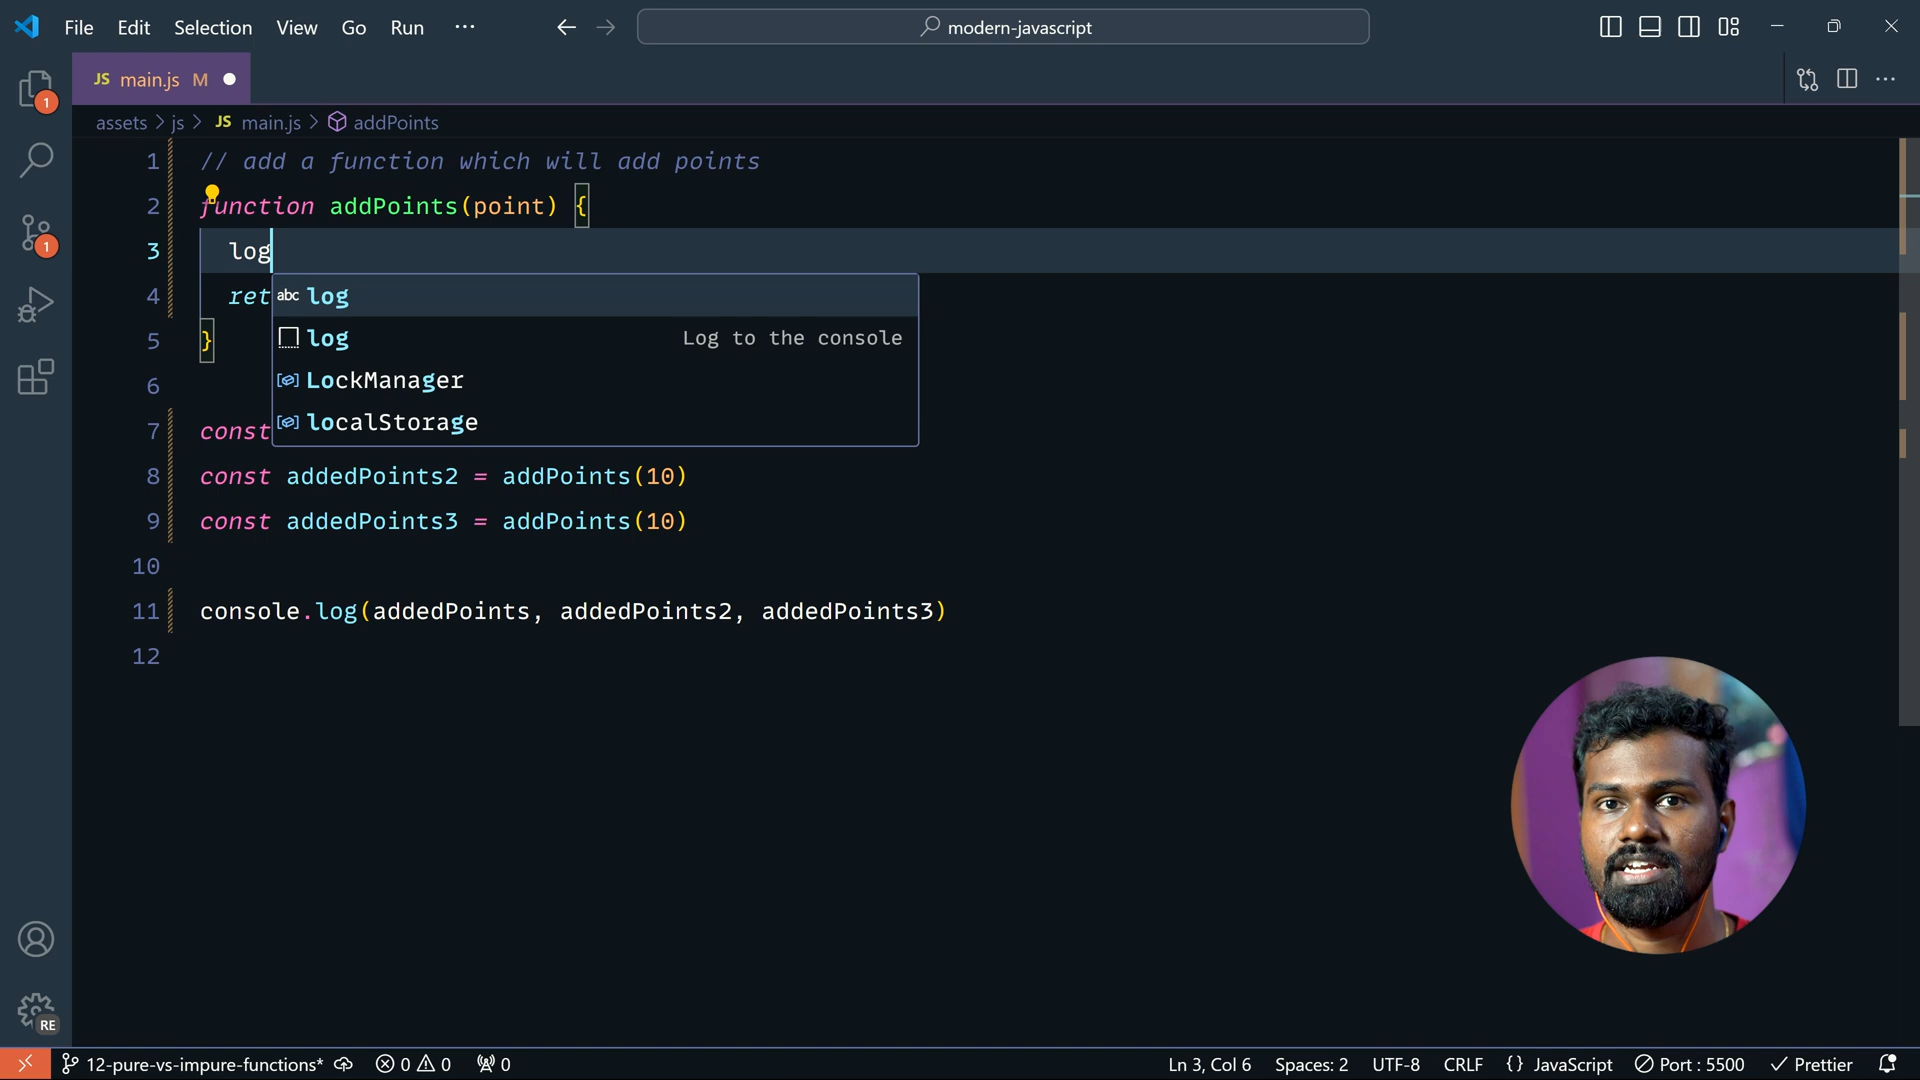 File Edit Selection View Go Run ··· modern-javascript
JS main.js M
1
assets > js > JS main.js > addPoints
1 // add a function which will add points
2 function addPoints(point) {
3 log
4 ret
abc log
5 }
log Log to the console
6
LockManager
localStorage
7 const
8 const addedPoints2 = addPoints(10)
9 const addedPoints3 = addPoints(10)
10
11 console.log(addedPoints, addedPoints2, addedPoints3)
12
1
RE
12-pure-vs-impure-functions* 0 0 0 Ln 3, Col 6 Spaces: 2 UTF-8 CRLF {} JavaScript Port : 5500 Prettier